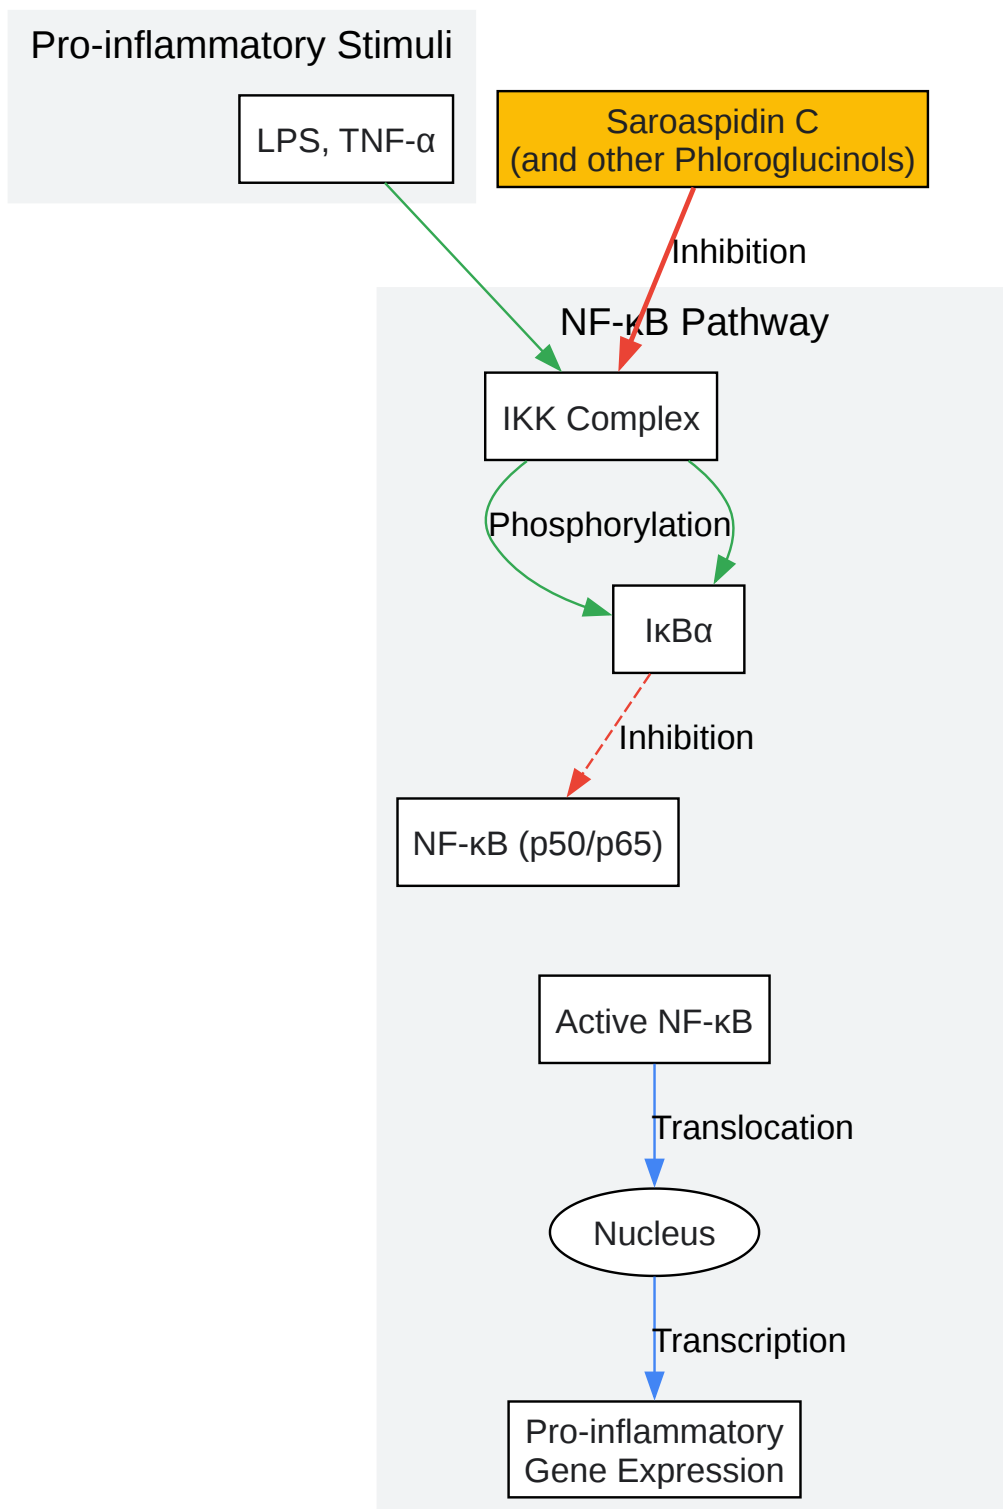 Pro-inflammatory Stimuli
LPS, TNF-α
Saroaspidin C
(and other Phloroglucinols)
Inhibition
NF-κB Pathway
IKK Complex
Phosphorylation
IκBα
Inhibition
NF-κB (p50/p65)
Active NF-κB
Translocation
Nucleus
Transcription
Pro-inflammatory
Gene Expression